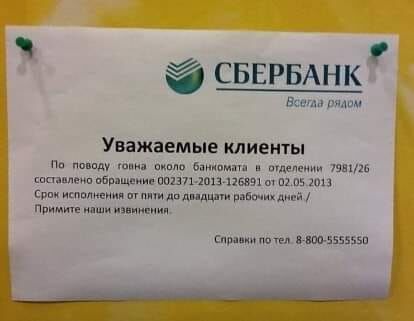 СБЕРБАНК
Всегда рядом
Уважаемые клиенты
По поводу говна около банкомата в отделении 7981/26
составлено обращение 002371-2013-126891 от 02.05.2013
Срок исполнения от пяти до двадцати рабочих дней./
Примите наши извинения.
Справки по тел. 8-800-5555550